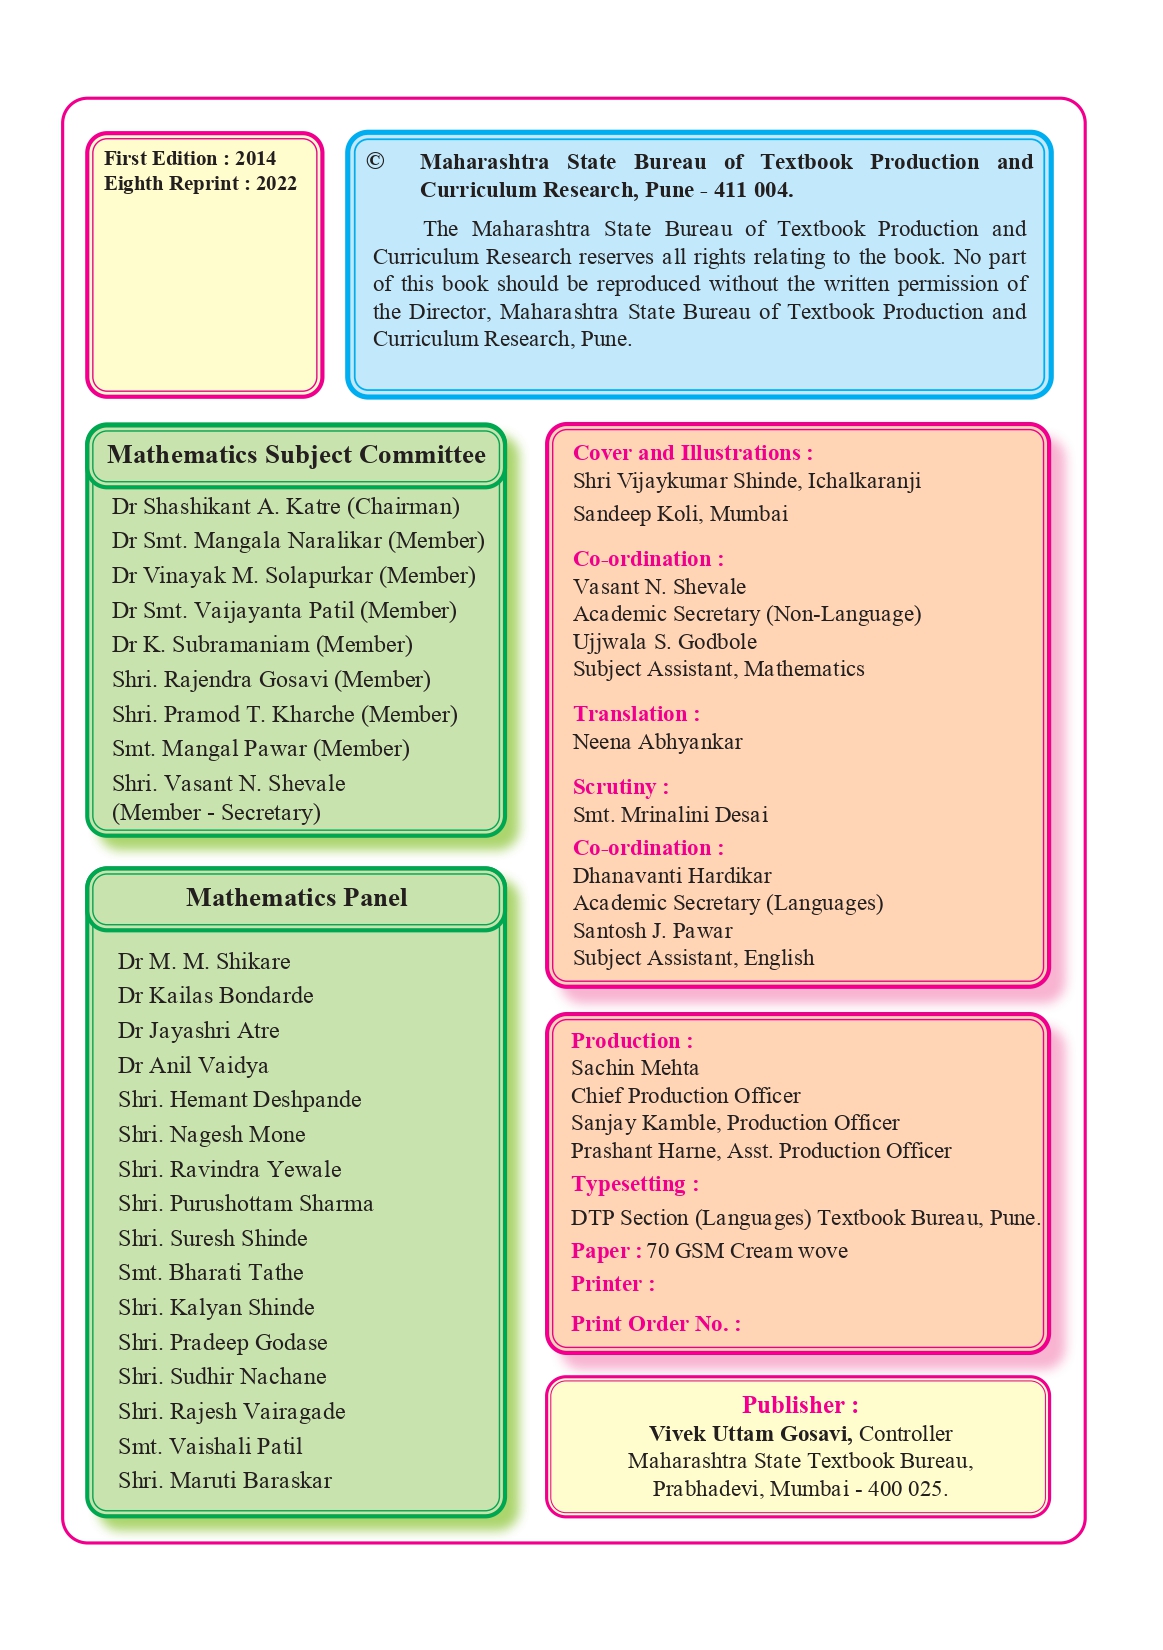 First Edition : 2014
Eighth Reprint : 2022
© Maharashtra State Bureau of Textbook Production and
Curriculum Research, Pune - 411 004.
The Maharashtra State Bureau of Textbook Production and
Curriculum Research reserves all rights relating to the book. No part
of this book should be reproduced without the written permission of
the Director, Maharashtra State Bureau of Textbook Production and
Curriculum Research, Pune.
Mathematics Subject Committee
Dr Shashikant A. Katre (Chairman)
Dr Smt. Mangala Naralikar (Member)
Dr Vinayak M. Solapurkar (Member)
Dr Smt. Vaijayanta Patil (Member)
Dr K. Subramaniam (Member)
Shri. Rajendra Gosavi (Member)
Shri. Pramod T. Kharche (Member)
Smt. Mangal Pawar (Member)
Shri. Vasant N. Shevale
(Member - Secretary)
Mathematics Panel
Dr M. M. Shikare
Dr Kailas Bondarde
Dr Jayashri Atre
Dr Anil Vaidya
Shri. Hemant Deshpande
Shri. Nagesh Mone
Shri. Ravindra Yewale
Shri. Purushottam Sharma
Shri. Suresh Shinde
Smt. Bharati Tathe
Shri. Kalyan Shinde
Shri. Pradeep Godase
Shri. Sudhir Nachane
Shri. Rajesh Vairagade
Smt. Vaishali Patil
Shri. Maruti Baraskar
Cover and Illustrations :
Shri Vijaykumar Shinde, Ichalkaranji
Sandeep Koli, Mumbai
Co-ordination :
Vasant N. Shevale
Academic Secretary (Non-Language)
Ujjwala S. Godbole
Subject Assistant, Mathematics
Translation :
Neena Abhyankar
Scrutiny :
Smt. Mrinalini Desai
Co-ordination :
Dhanavanti Hardikar
Academic Secretary (Languages)
Santosh J. Pawar
Subject Assistant, English
Production :
Sachin Mehta
Chief Production Officer
Sanjay Kamble, Production Officer
Prashant Harne, Asst. Production Officer
Typesetting :
DTP Section (Languages) Textbook Bureau, Pune.
Paper : 70 GSM Cream wove
Printer :
Print Order No. :
Publisher :
Vivek Uttam Gosavi, Controller
Maharashtra State Textbook Bureau,
Prabhadevi, Mumbai - 400 025.